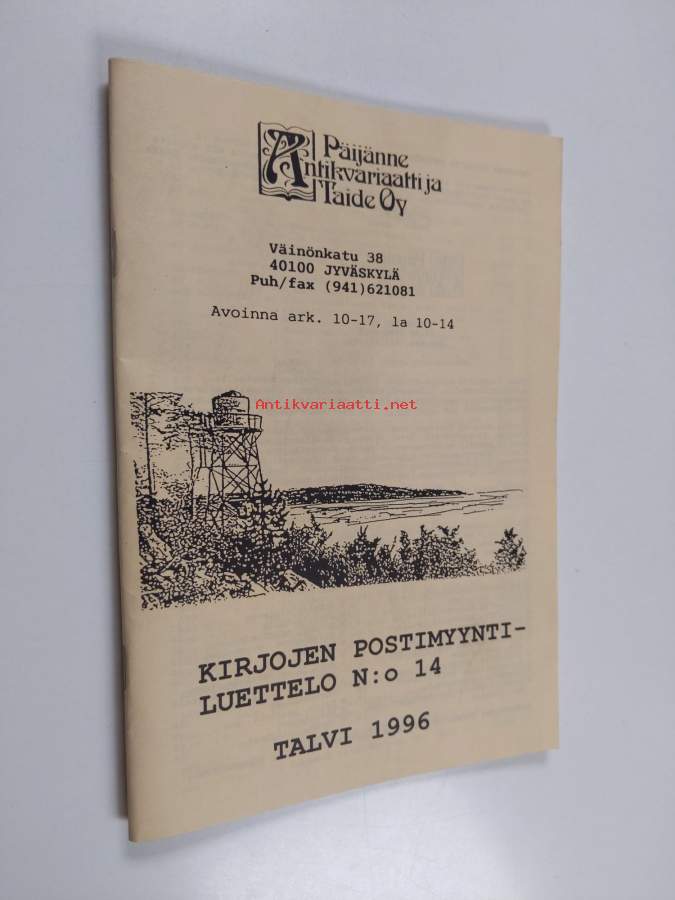 Päijänne
Antikvariaatti ja
Taide Oy
Väinönkatu 38
40100 JYVÄSKYLÄ
Puh/fax (941)621081
Avoinna ark. 10-17, la 10-14
Antikvariaatti.net
KIRJOJEN POSTIMYYNTI-
LUETTELO N:o 14
TALVI 1996